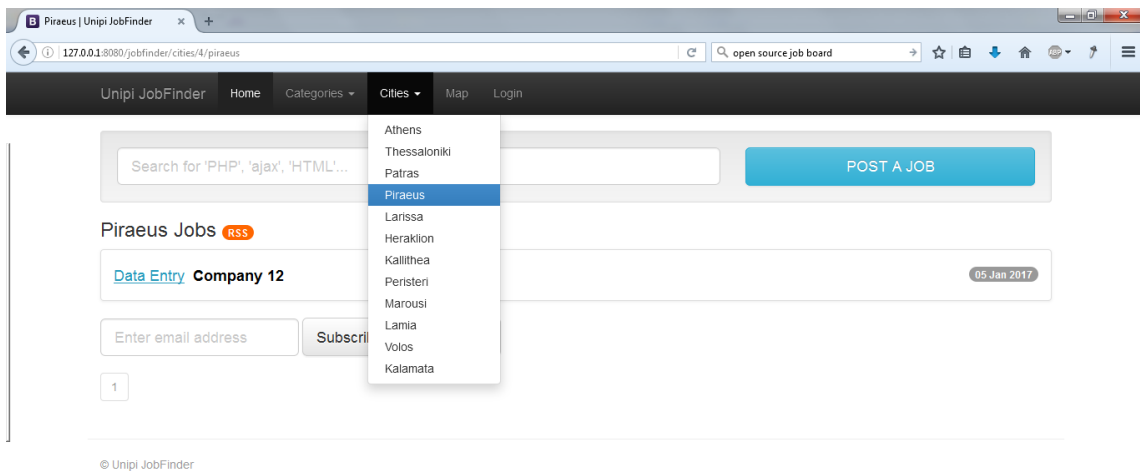 Piraeus | Unipi JobFinder
127.0.0.1:8080/jobfinder/cities/4/piraeus
open source job board
Unipi JobFinder Home Categories Cities Map Login
Athens
Thessaloniki
Patras
Piraeus
Larissa
Heraklion
Kallithea
Peristeri
Marousi
Lamia
Volos
Kalamata
Search for 'PHP', 'ajax', 'HTML'...
POST A JOB
Piraeus Jobs RSS
Data Entry Company 12 05 Jan 2017
Enter email address
1
© Unipi JobFinder